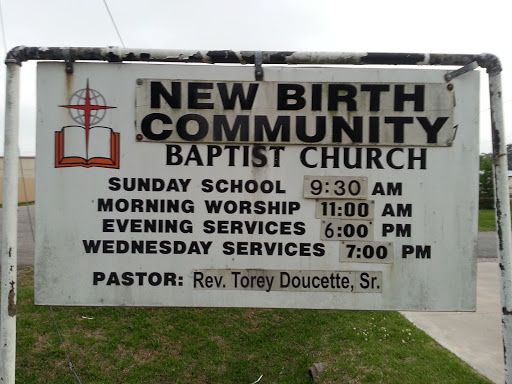 NEW BIRTH
COMMUNITY
BAPTIST CHURCH
SUNDAY SCHOOL 9:30 AM
MORNING WORSHIP 11:00 AM
EVENING SERVICES 6:00 PM
WEDNESDAY SERVICES 7:00 PM
PASTOR: Rev. Torey Doucette, Sr.